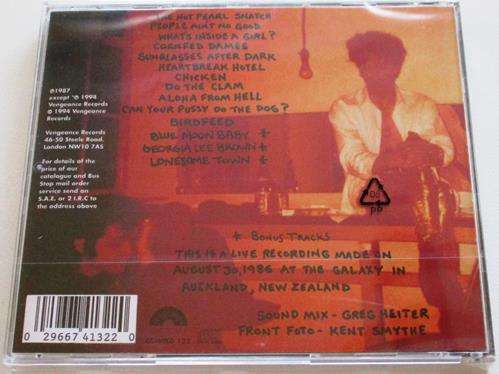 THE HOT PEARL SNATCH
PEOPLE AIN'T NO GOOD
WHAT'S INSIDE A GIRL?
CORNFED DAMES
SUNGLASSES AFTER DARK
HEARTBREAK HOTEL
CHICKEN
DO THE CLAM
ALOHA FROM HELL
CAN YOUR PUSSY DO THE DOG?
BIRDFEED
BLUE MOON BABY +
GEORGIA LEE BROWN +
LONESOME TOWN +
℗1987
except +© 1994
Vengeance Records
© 1994 Vengeance
Records
Vengeance Records
46-50 Steele Road,
London NW10 7AS
For details of the
price of our
catalogue and Bus
Stop mail order
service send an
S.A.E. or 2 I.R.C to
the address above
pp
+ BONUS TRACKS
THIS IS A LIVE RECORDING MADE ON
AUGUST 30, 1986 AT THE GALAXY IN
AUCKLAND, NEW ZEALAND
SOUND MIX - GREG HEITER
FRONT FOTO - KENT SMYTHE
0 29667 41322 0